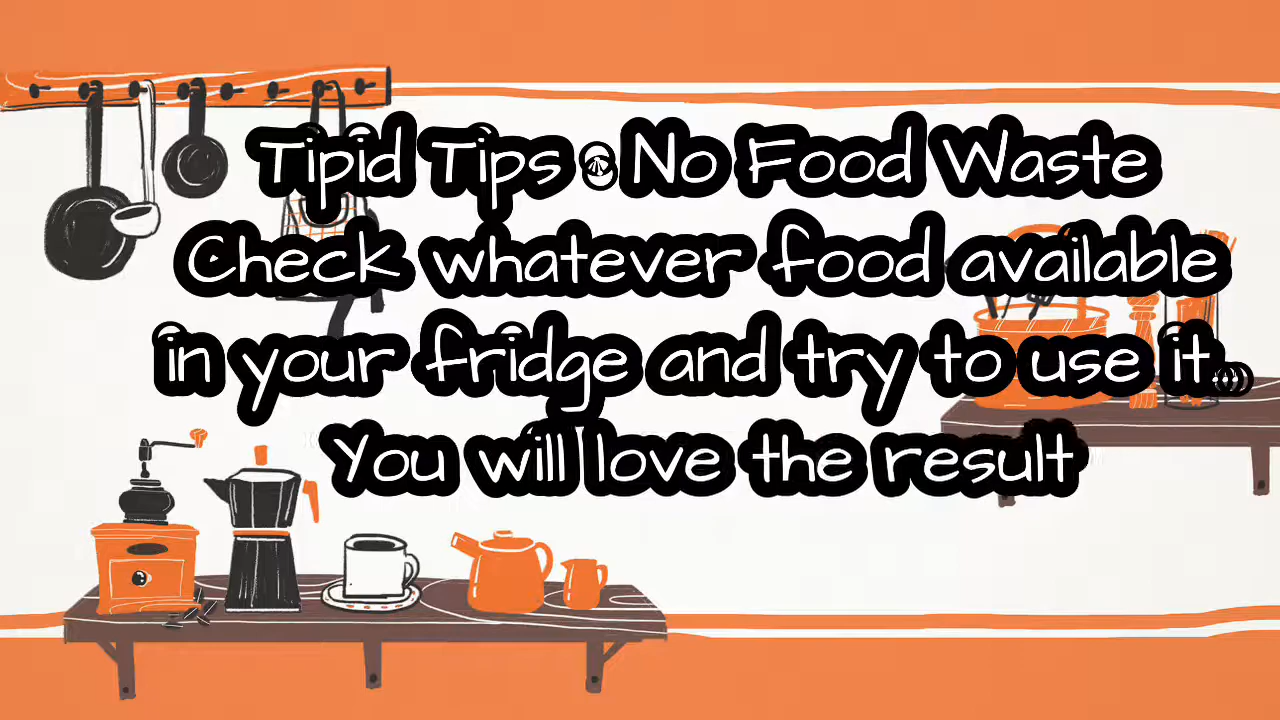 Tipid Tips : No Food Waste
Check whatever food available
in your fridge and try to use it...
You will love the result